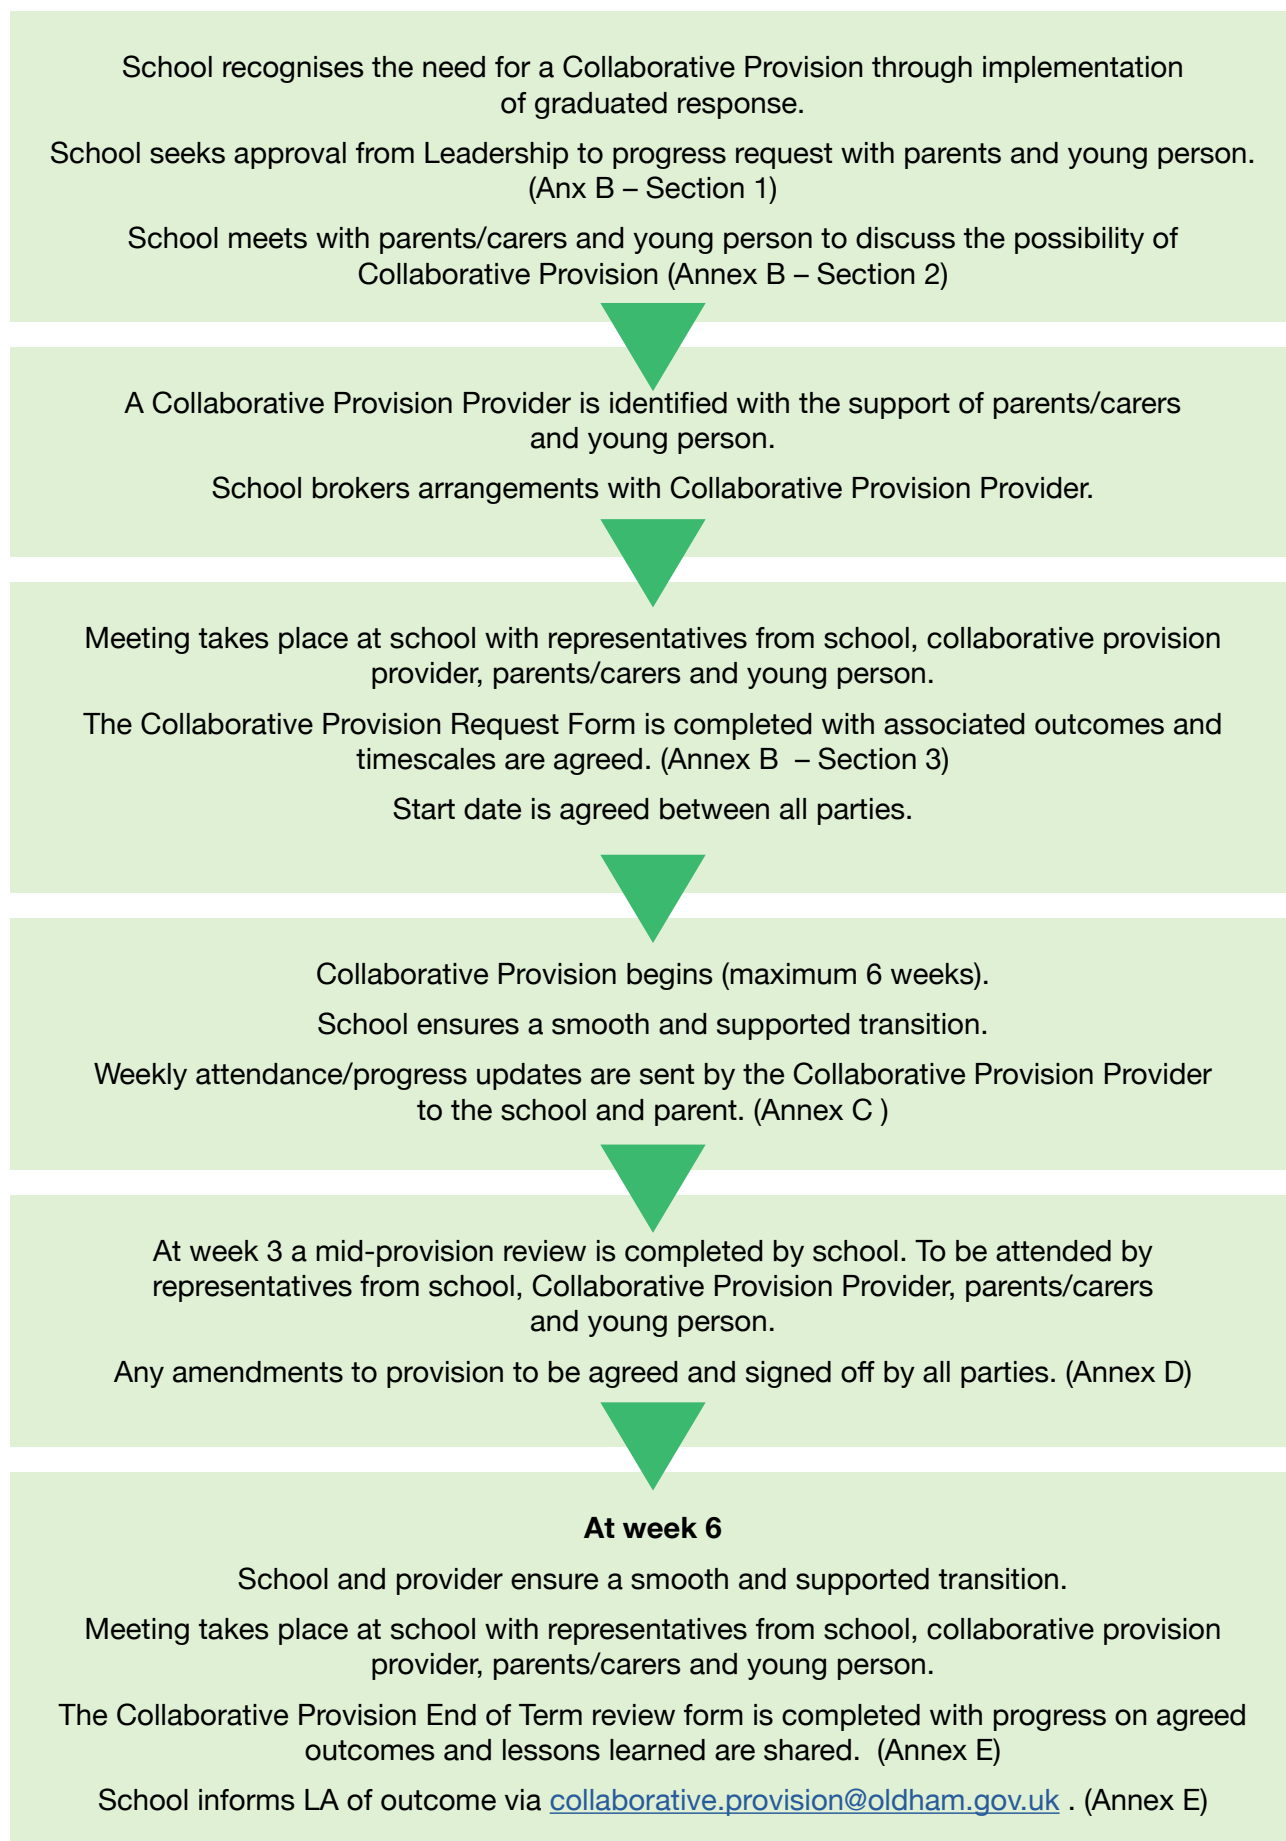 School recognises the need for a Collaborative Provision through implementation
of graduated response.
School seeks approval from Leadership to progress request with parents and young person.
(Anx B – Section 1)
School meets with parents/carers and young person to discuss the possibility of
Collaborative Provision (Annex B – Section 2)
A Collaborative Provision Provider is identified with the support of parents/carers
and young person.
School brokers arrangements with Collaborative Provision Provider.
Meeting takes place at school with representatives from school, collaborative provision
provider, parents/carers and young person.
The Collaborative Provision Request Form is completed with associated outcomes and
timescales are agreed. (Annex B – Section 3)
Start date is agreed between all parties.
Collaborative Provision begins (maximum 6 weeks).
School ensures a smooth and supported transition.
Weekly attendance/progress updates are sent by the Collaborative Provision Provider
to the school and parent. (Annex C )
At week 3 a mid-provision review is completed by school. To be attended by
representatives from school, Collaborative Provision Provider, parents/carers
and young person.
Any amendments to provision to be agreed and signed off by all parties. (Annex D)
At week 6
School and provider ensure a smooth and supported transition.
Meeting takes place at school with representatives from school, collaborative provision
provider, parents/carers and young person.
The Collaborative Provision End of Term review form is completed with progress on agreed
outcomes and lessons learned are shared. (Annex E)
School informs LA of outcome via collaborative.provision@oldham.gov.uk . (Annex E)